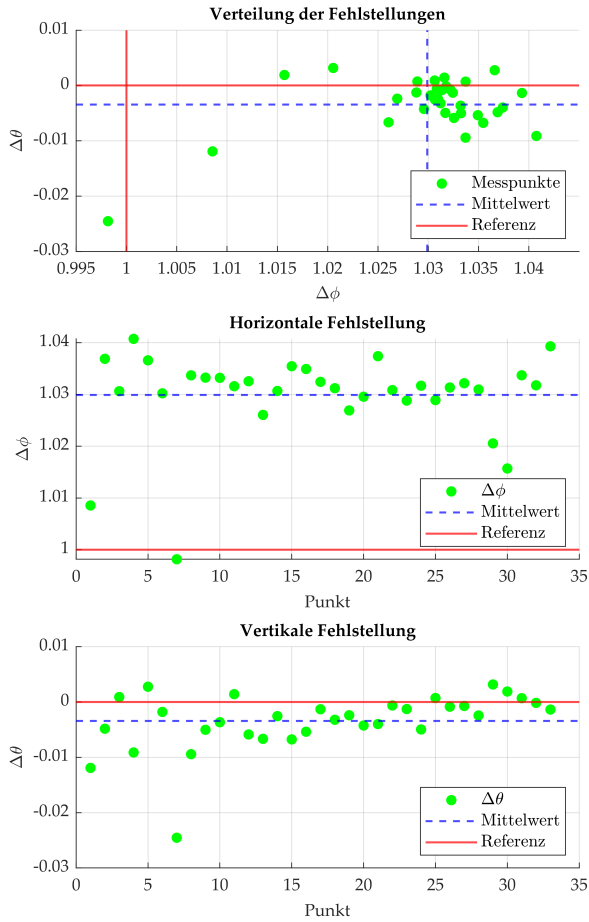 Verteilung der Fehlstellungen
0.01
0
-0.01
-0.02
-0.03
Δθ
0.995 1 1.005 1.01 1.015 1.02 1.025 1.03 1.035 1.04
Δϕ
Messpunkte
Mittelwert
Referenz
Horizontale Fehlstellung
1.04
1.03
1.02
1.01
1
Δϕ
0 5 10 15 20 25 30 35
Punkt
Δϕ
Mittelwert
Referenz
Vertikale Fehlstellung
0.01
0
-0.01
-0.02
-0.03
Δθ
0 5 10 15 20 25 30 35
Punkt
Δθ
Mittelwert
Referenz